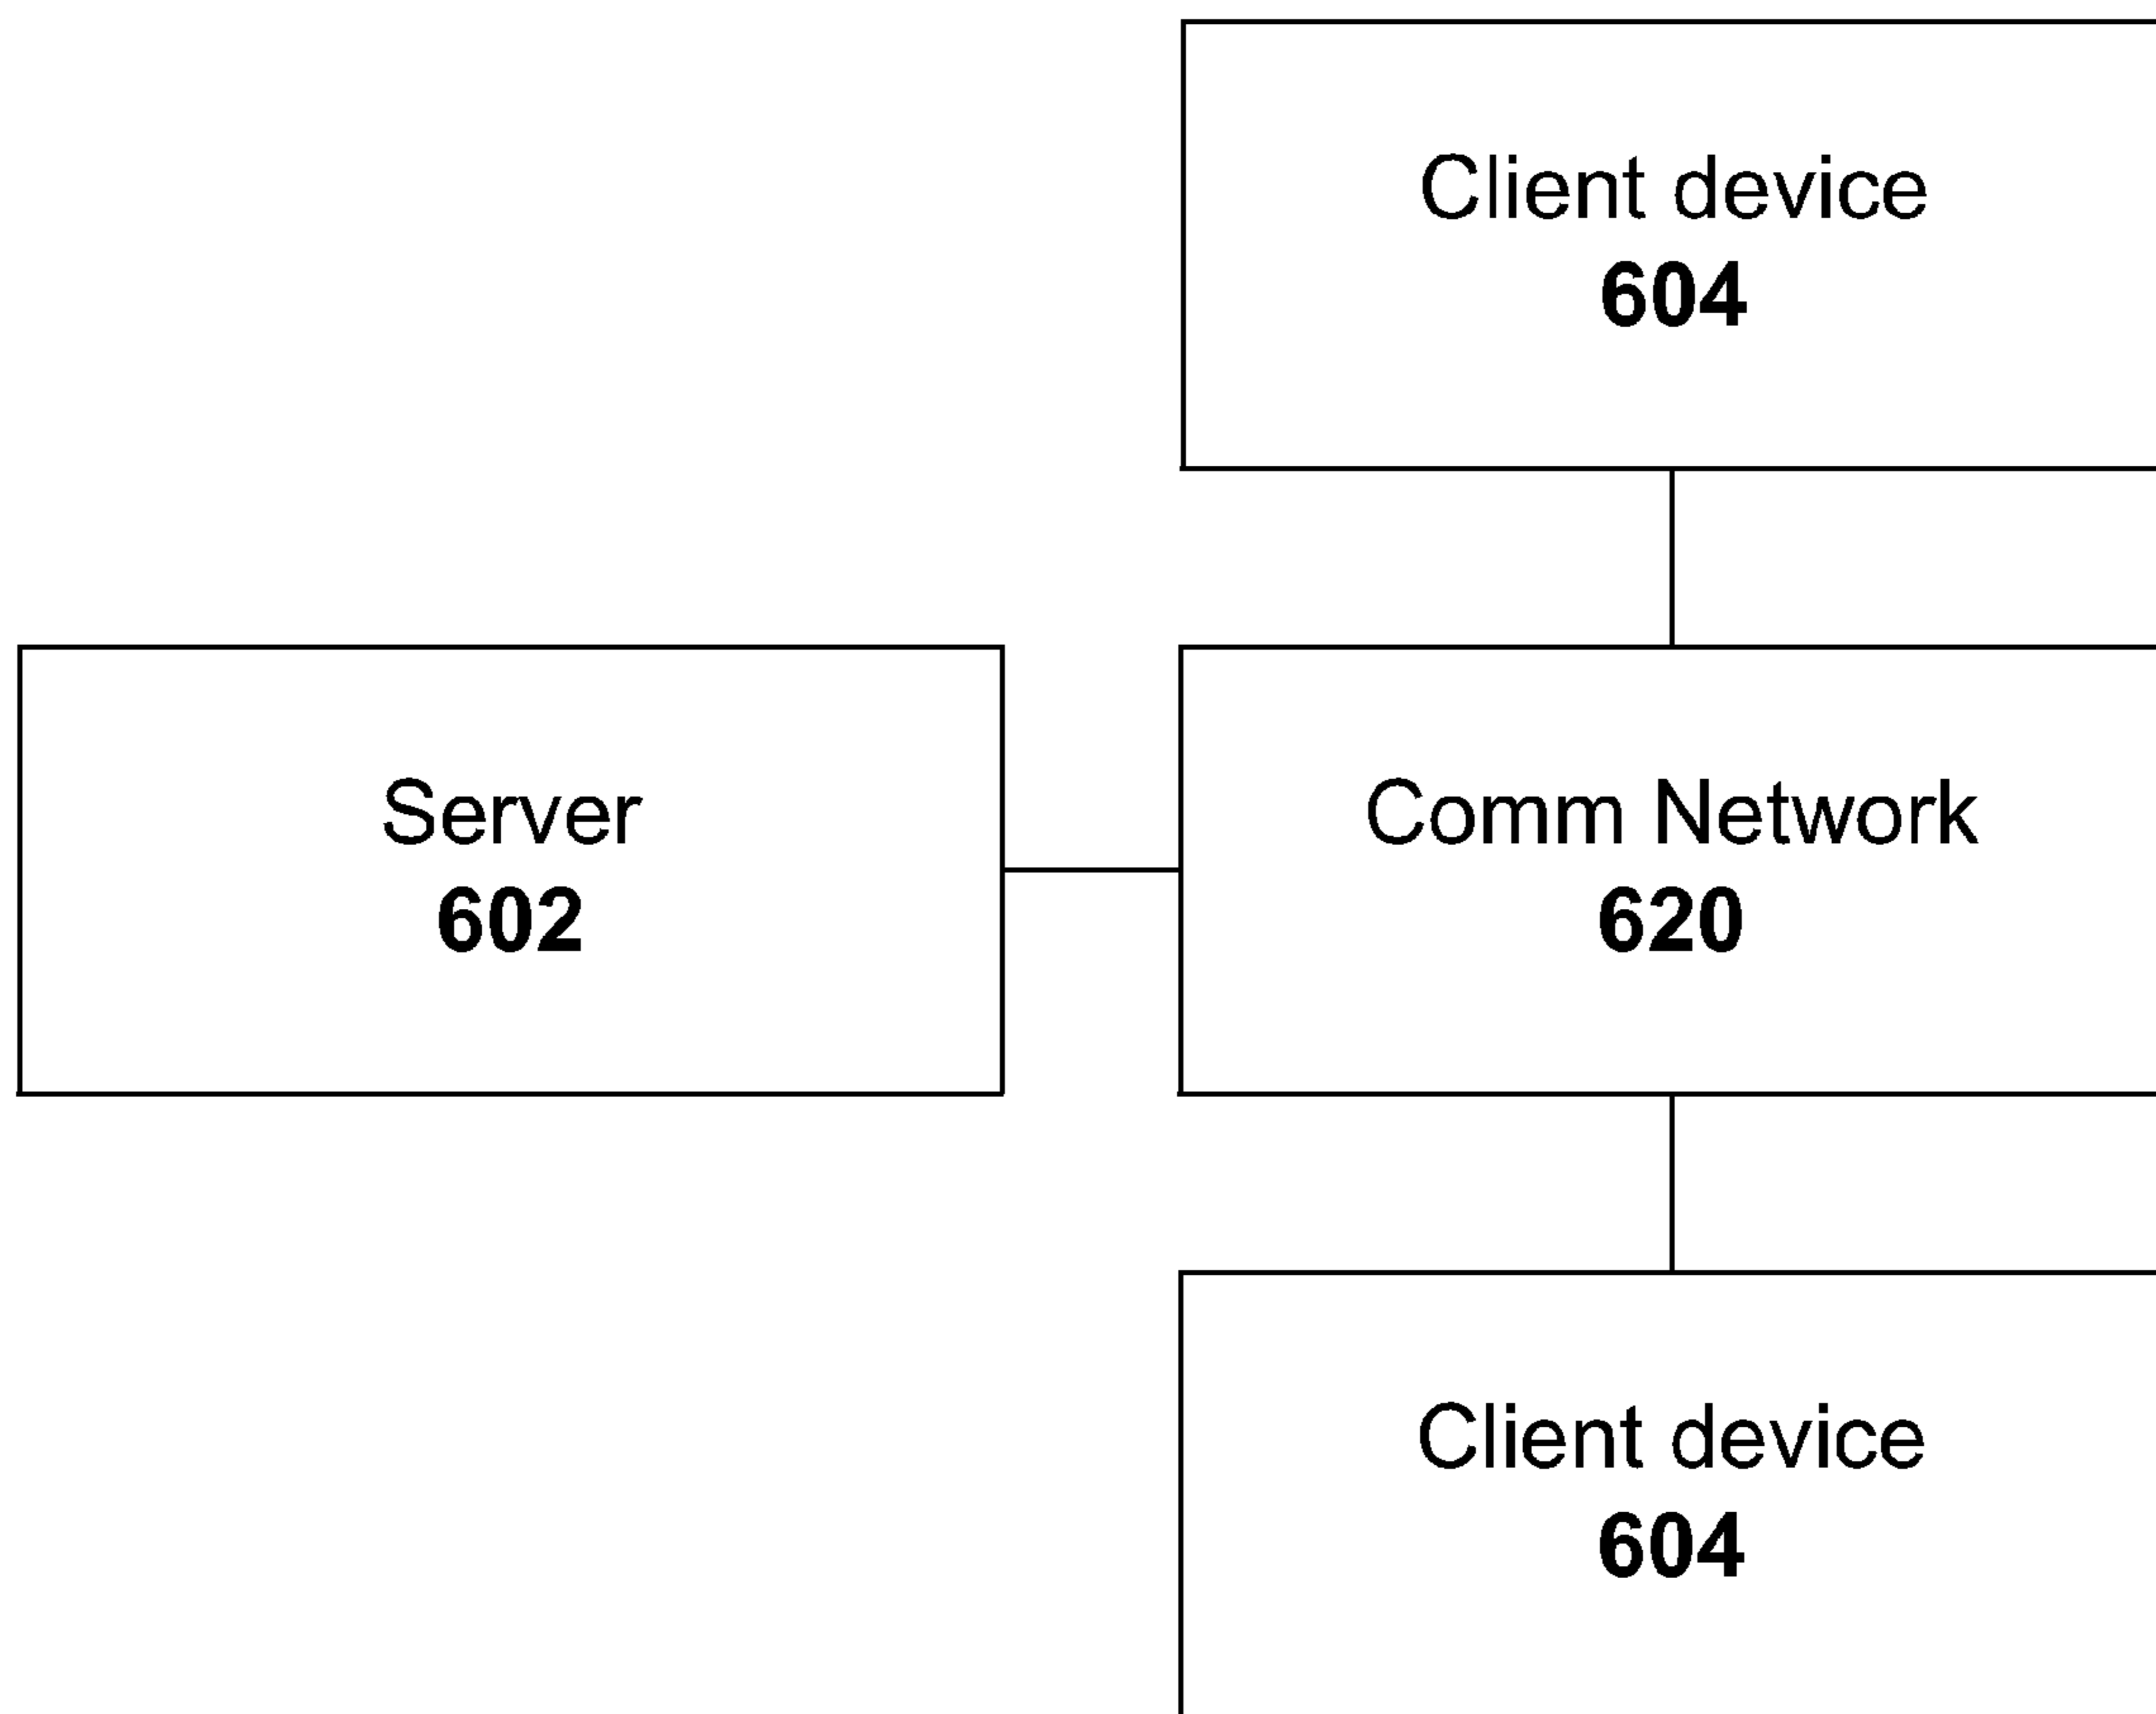 Client device
604
Server
602
Comm Network
620
Client device
604